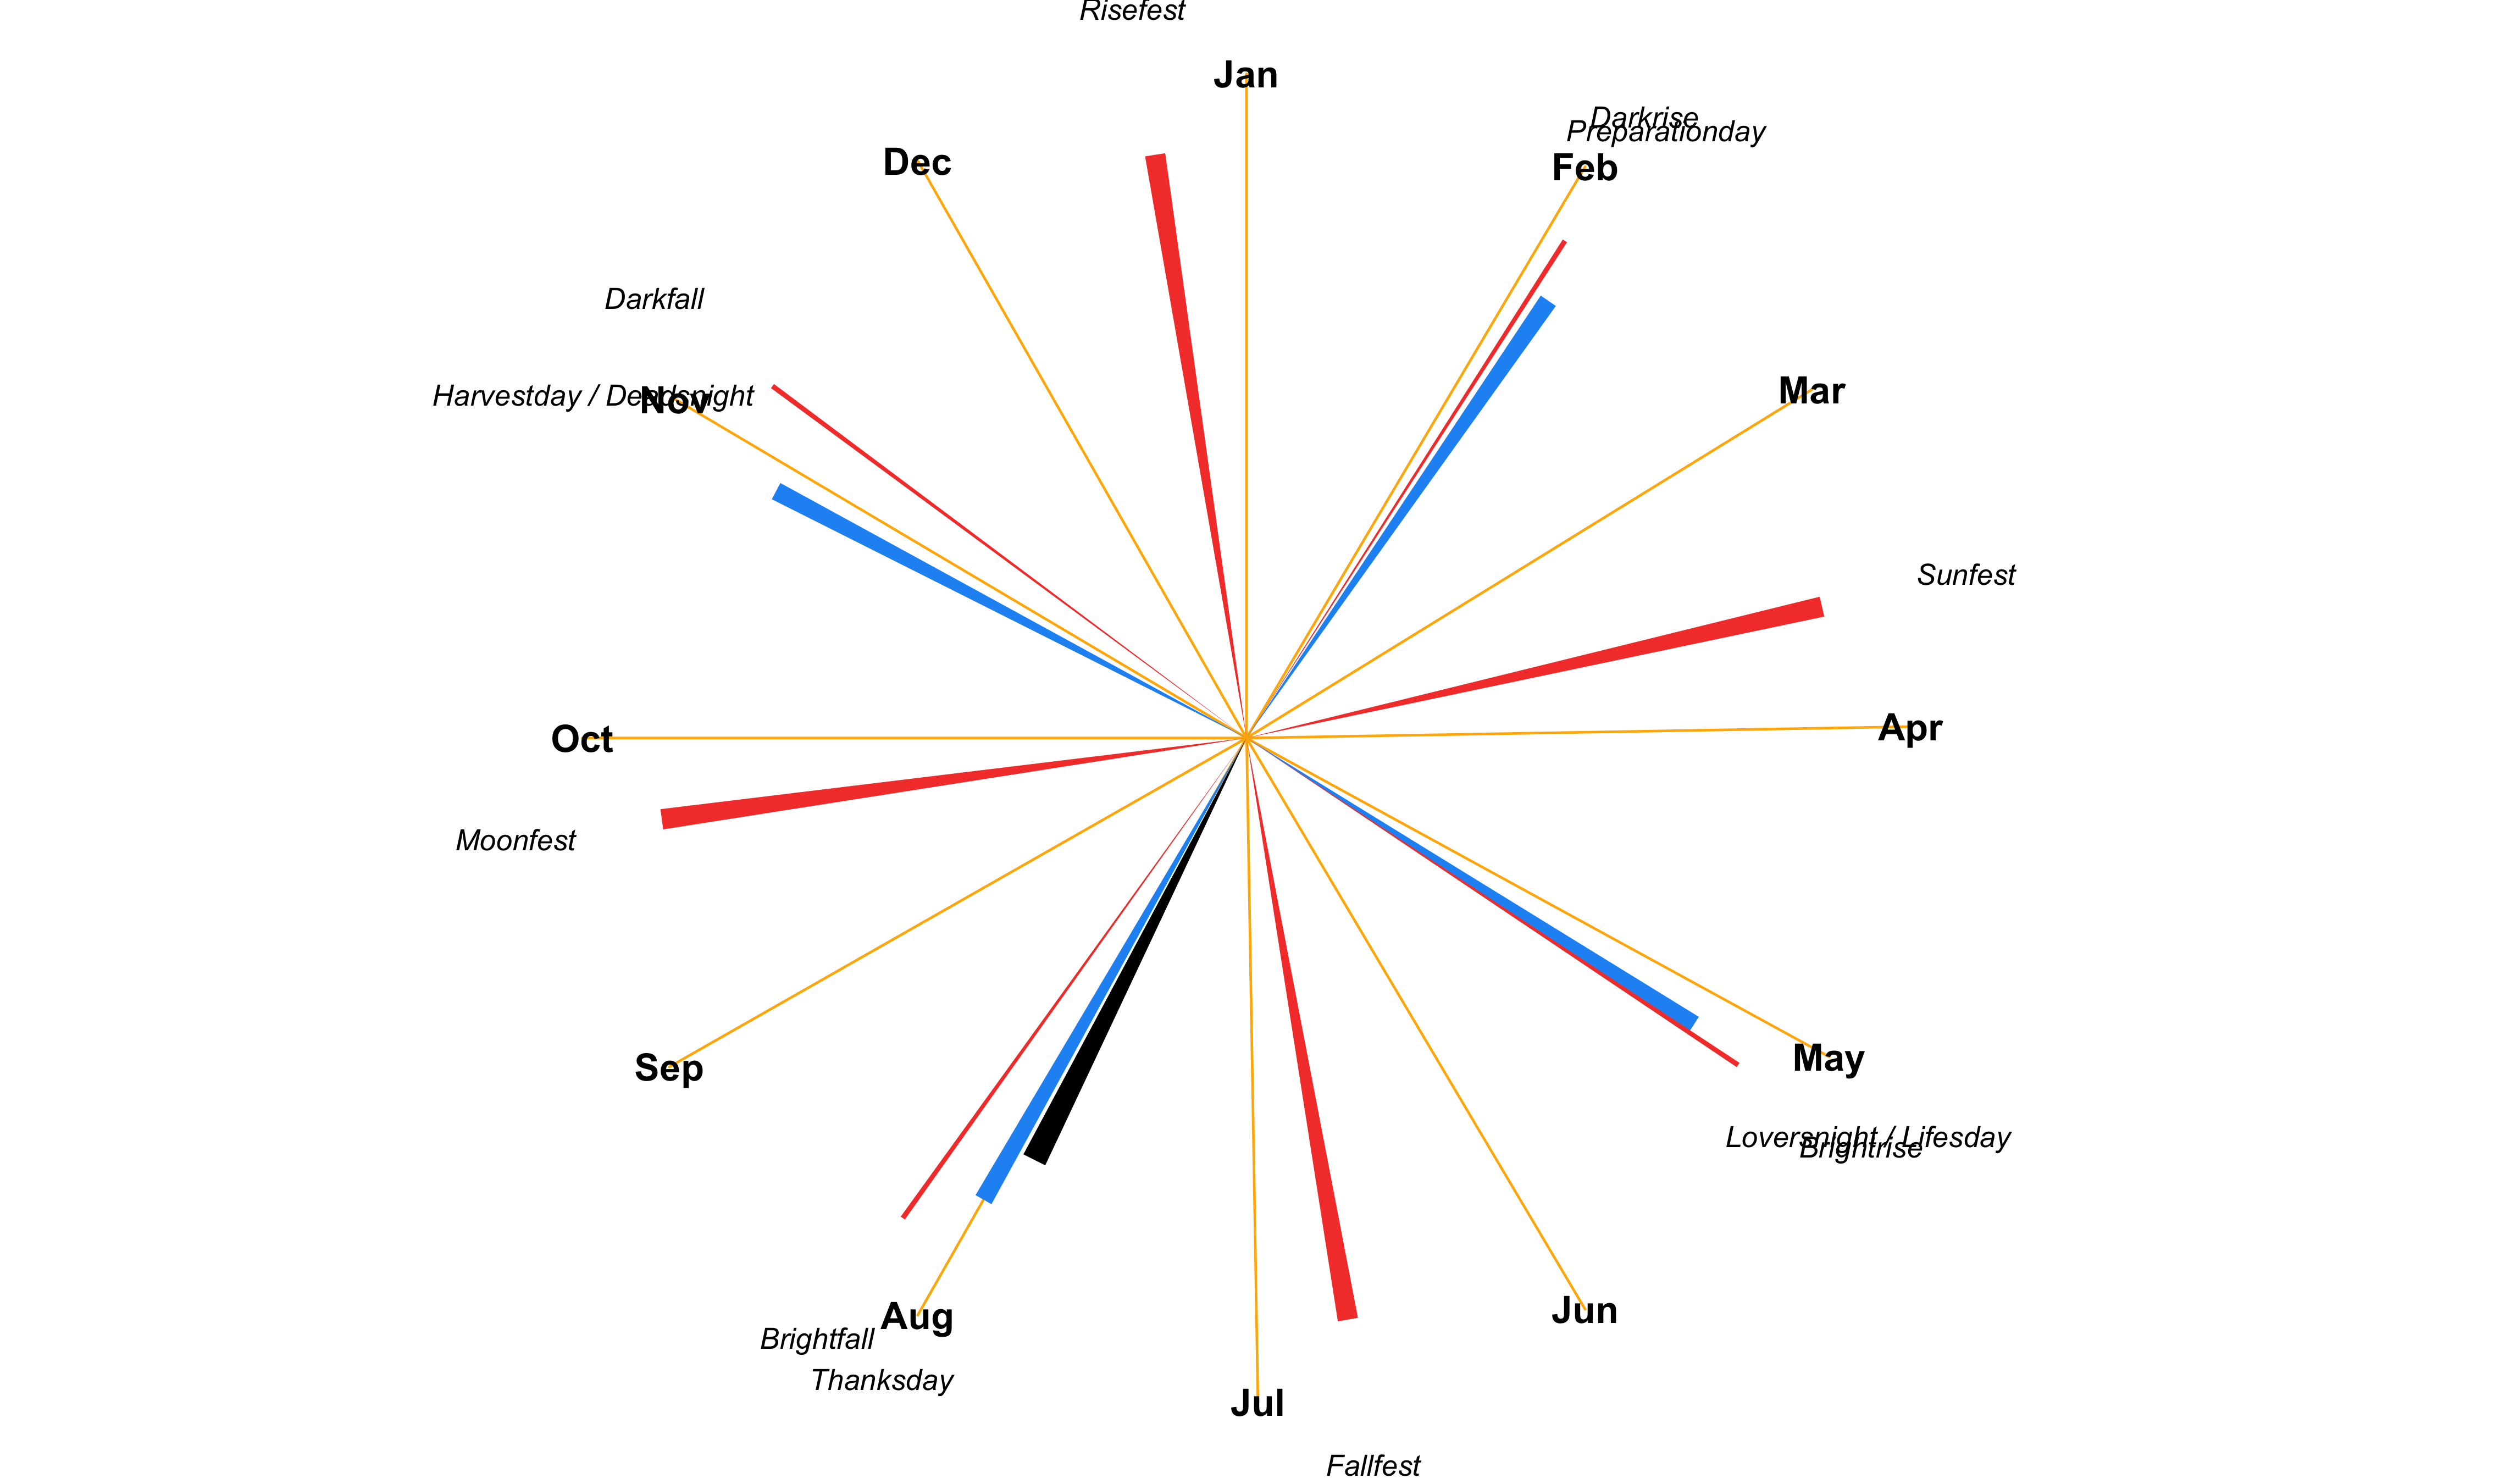 Risefest
Jan
Darkrise
Preparationday
Feb
Dec
Darkfall
Harvestday / Deadsnight
Nov
Mar
Sunfest
Oct
Apr
Moonfest
Sep
May
Loversnight / Lifesday
Brightrise
Aug
Jun
Brightfall
Thanksday
Jul
Fallfest